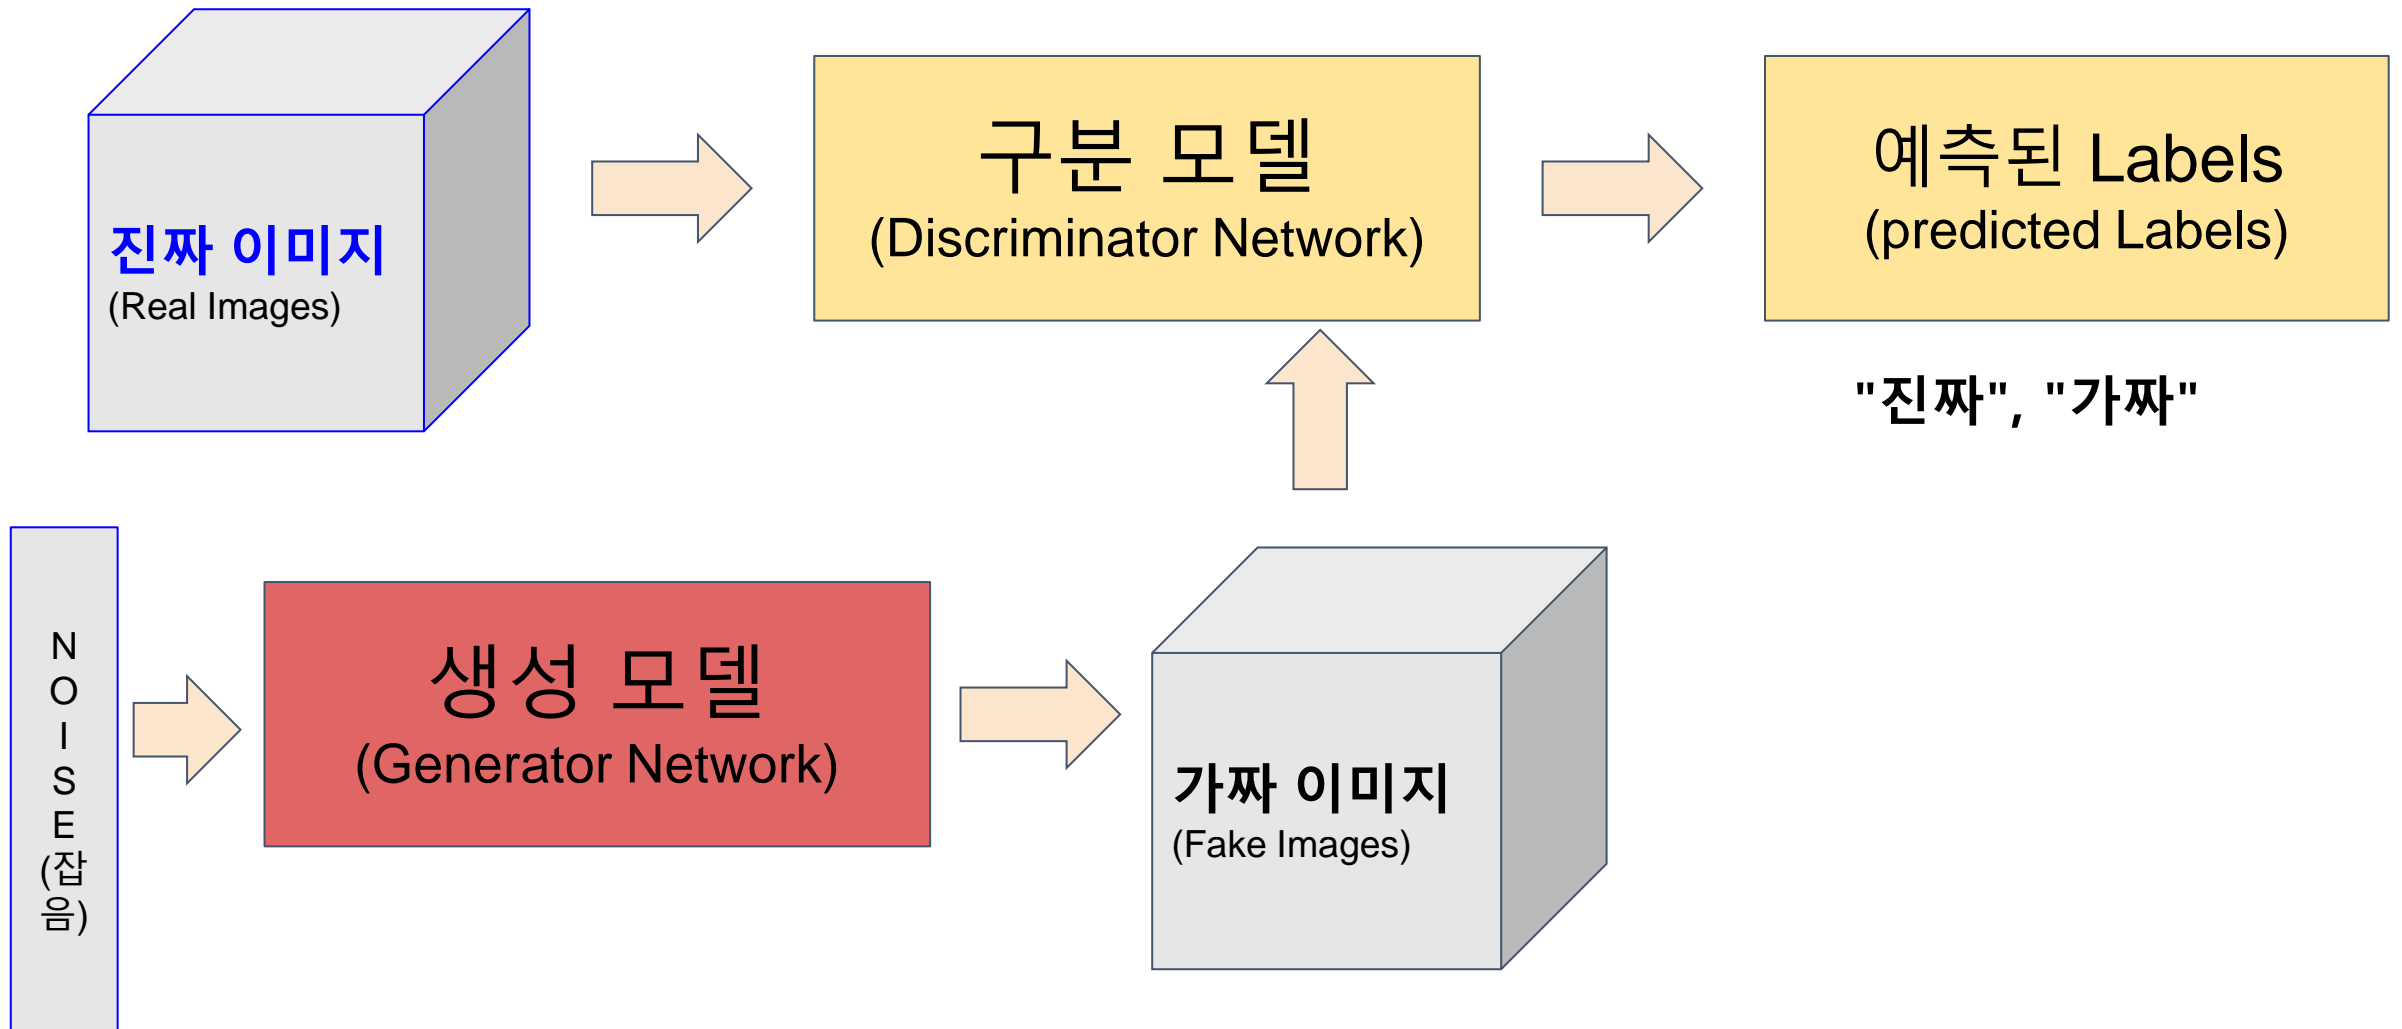 진짜 이미지
(Real Images)
구분 모델
(Discriminator Network)
예측된 Labels
(predicted Labels)
"진짜", "가짜"
N
O
I
S
E
(잡
음)
생성 모델
(Generator Network)
가짜 이미지
(Fake Images)